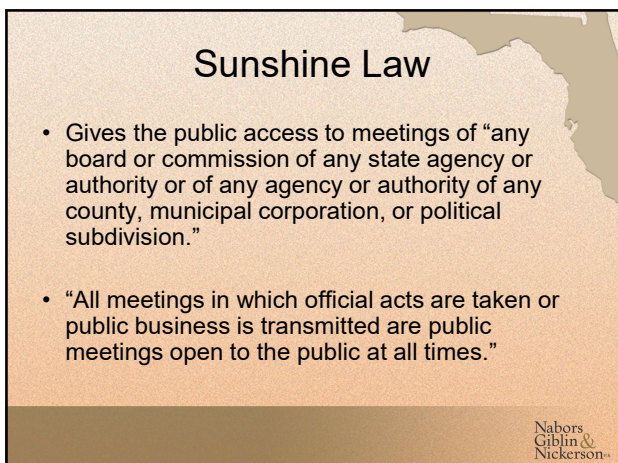 Sunshine Law
• Gives the public access to meetings of “any
board or commission of any state agency or
authority or of any agency or authority of any
county, municipal corporation, or political
subdivision.”
• “All meetings in which official acts are taken or
public business is transmitted are public
meetings open to the public at all times.”
Nabors
Giblin &
Nickerson P.A.